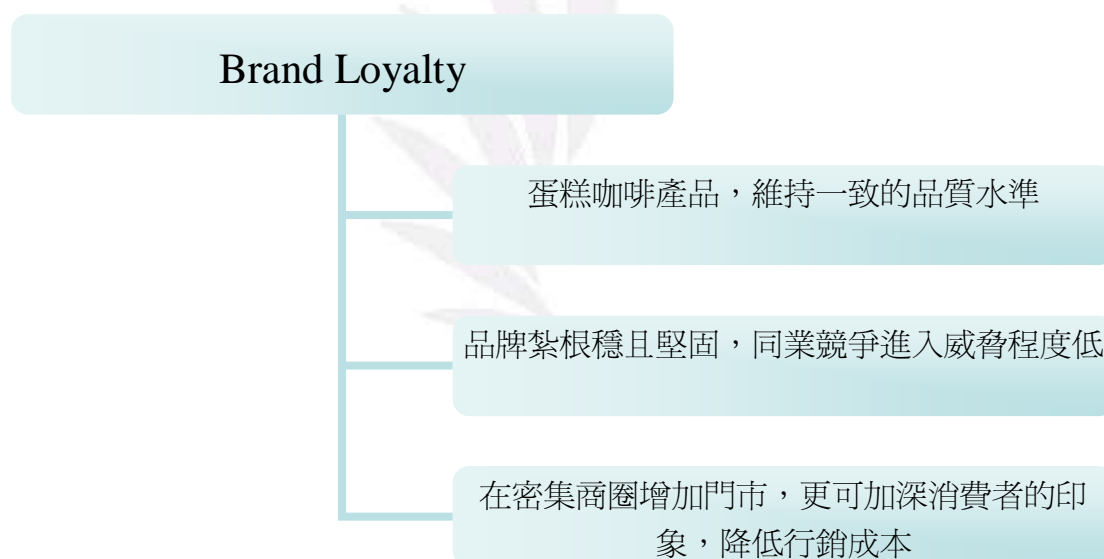 Brand Loyalty
蛋糕咖啡產品，維持一致的品質水準
品牌紮根穩且堅固，同業競爭進入威脅程度低
在密集商圈增加門市，更可加深消費者的印
象，降低行銷成本